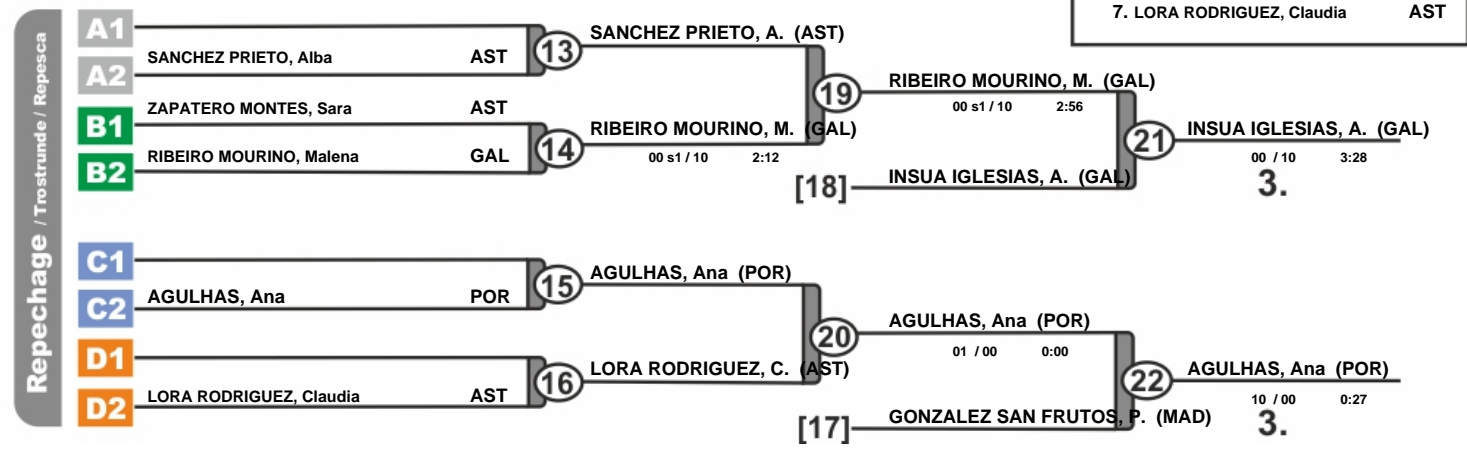 7. LORA RODRIGUEZ, Claudia AST
Repechage / Trostrunde / Repesca
A1
SANCHEZ PRIETO, Alba AST
A2
13
SANCHEZ PRIETO, A. (AST)
ZAPATERO MONTES, Sara AST
B1
RIBEIRO MOURINO, Malena GAL
B2
14
RIBEIRO MOURINO, M. (GAL)
00 s1 / 10 2:12
19
RIBEIRO MOURINO, M. (GAL)
00 s1 / 10 2:56
[18]
INSUA IGLESIAS, A. (GAL)
21
INSUA IGLESIAS, A. (GAL)
00 / 10 3:28
3.
C1
AGULHAS, Ana POR
C2
15
AGULHAS, Ana (POR)
D1
LORA RODRIGUEZ, Claudia AST
D2
16
LORA RODRIGUEZ, C. (AST)
20
AGULHAS, Ana (POR)
01 / 00 0:00
[17]
GONZALEZ SAN FRUTOS, P. (MAD)
22
AGULHAS, Ana (POR)
10 / 00 0:27
3.